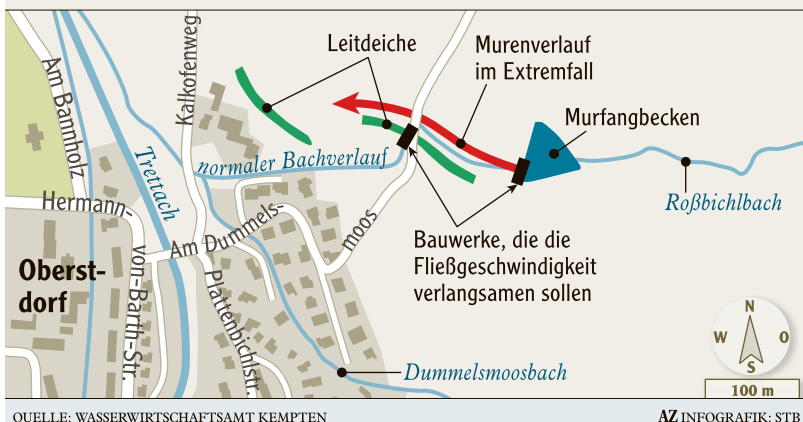 Am Bannholz
Kalkofenweg
Leitdeiche
Murenverlauf
im Extremfall
Murfangbecken
Trettach
normaler Bachverlauf
Roßbichlbach
Hermann-
von-Barth-Str.
Am Dummels-
moos
Bauwerke, die die
Fließgeschwindigkeit
verlangsamen sollen
Oberst-
dorf
Plattenbichlstr.
Dummelsmoosbach
N
W
O
S
100 m
QUELLE: WASSERWIRTSCHAFTSAMT KEMPTEN
AZ INFOGRAFIK: STB